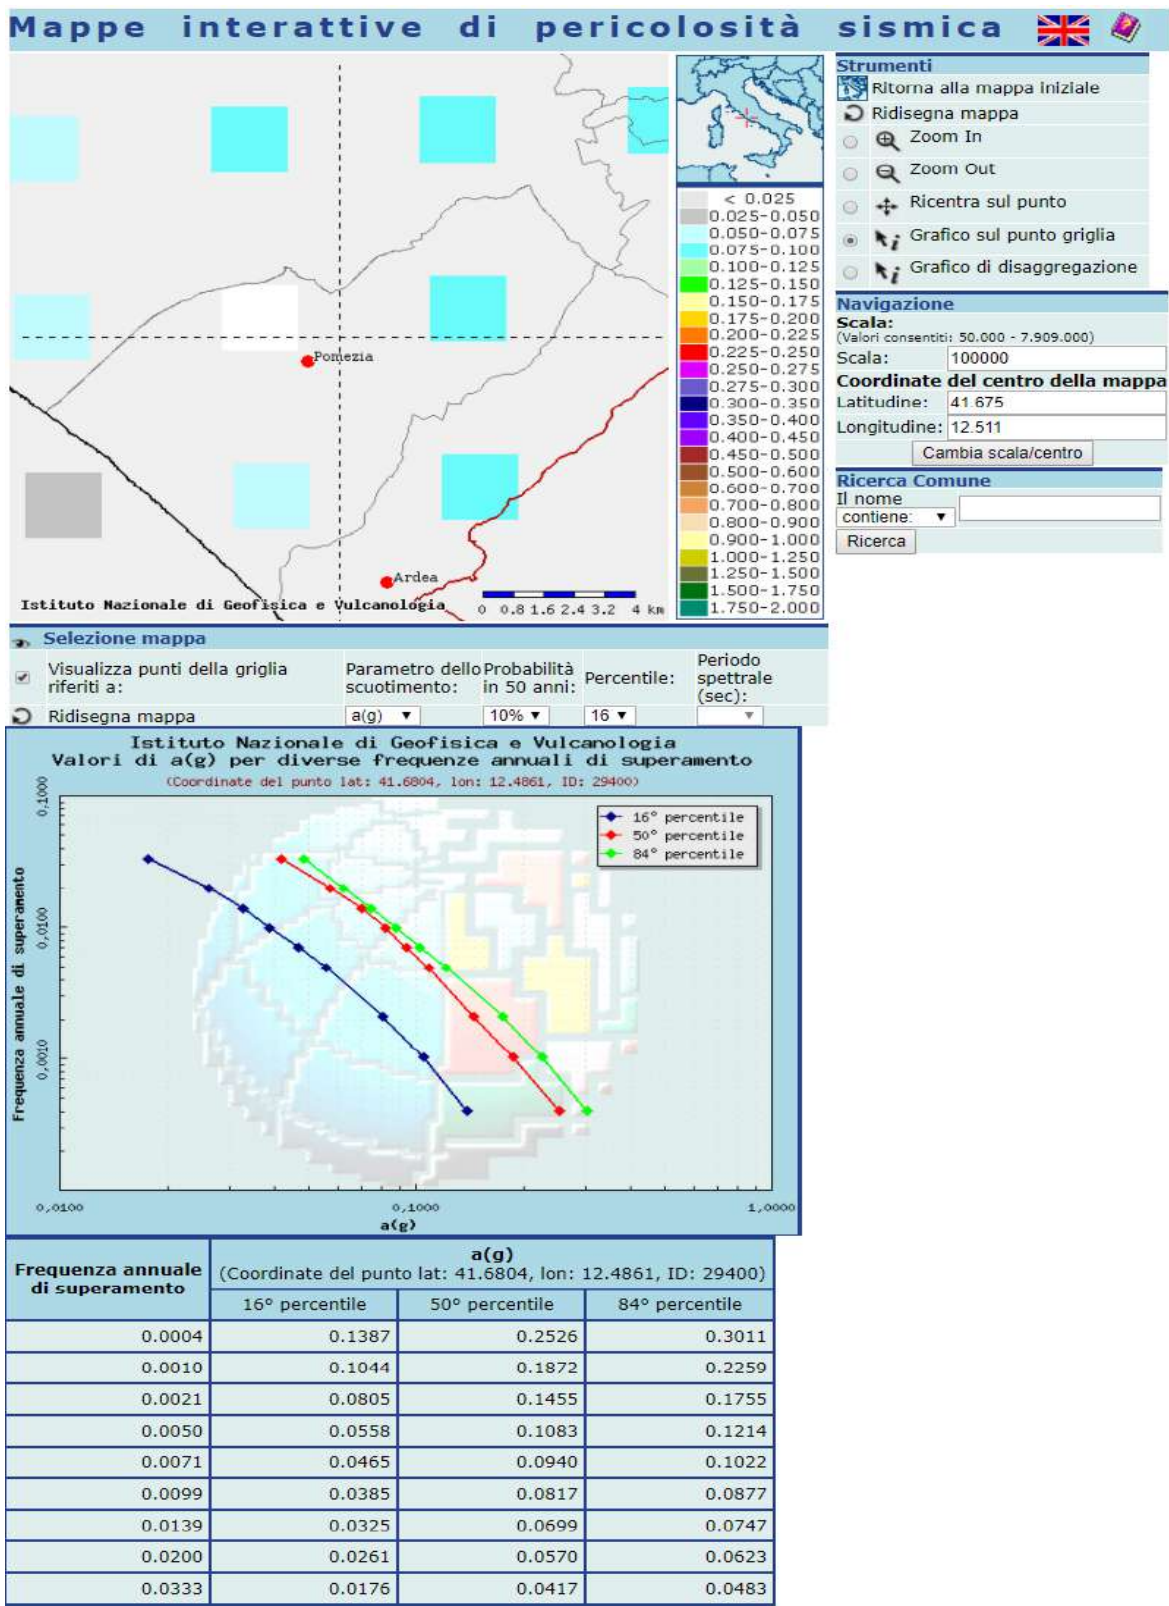 Mappe interattive di pericolosità sismica
Pomezia
Ardea
Istituto Nazionale di Geofisica e Vulcanologia
0 0.8 1.6 2.4 3.2 4 km
< 0.025
0.025-0.050
0.050-0.075
0.075-0.100
0.100-0.125
0.125-0.150
0.150-0.175
0.175-0.200
0.200-0.225
0.225-0.250
0.250-0.275
0.275-0.300
0.300-0.350
0.350-0.400
0.400-0.450
0.450-0.500
0.500-0.600
0.600-0.700
0.700-0.800
0.800-0.900
0.900-1.000
1.000-1.250
1.250-1.500
1.500-1.750
1.750-2.000
Strumenti
Ritorna alla mappa iniziale
Ridisegna mappa
Zoom In
Zoom Out
Ricentra sul punto
Grafico sul punto griglia
Grafico di disaggregazione
Navigazione
Scala:
(Valori consentiti: 50.000 - 7.909.000)
Scala: 100000
Coordinate del centro della mappa
Latitudine: 41.675
Longitudine: 12.511
Cambia scala/centro
Ricerca Comune
Il nome
contiene:
Ricerca
Selezione mappa
Visualizza punti della griglia riferiti a:
Parametro dello scuotimento:
Probabilità in 50 anni:
Percentile:
Periodo spettrale (sec):
Ridisegna mappa a(g) 10% 16
Istituto Nazionale di Geofisica e Vulcanologia
Valori di a(g) per diverse frequenze annuali di superamento
(Coordinate del punto lat: 41.6804, lon: 12.4861, ID: 29400)
16° percentile
50° percentile
84° percentile
Frequenza annuale di superamento
0,1000
0,0100
0,0010
0,0100 0,1000 1,0000
a(g)
Frequenza annuale di superamento
a(g)
(Coordinate del punto lat: 41.6804, lon: 12.4861, ID: 29400)
16° percentile 50° percentile 84° percentile
0.0004 0.1387 0.2526 0.3011
0.0010 0.1044 0.1872 0.2259
0.0021 0.0805 0.1455 0.1755
0.0050 0.0558 0.1083 0.1214
0.0071 0.0465 0.0940 0.1022
0.0099 0.0385 0.0817 0.0877
0.0139 0.0325 0.0699 0.0747
0.0200 0.0261 0.0570 0.0623
0.0333 0.0176 0.0417 0.0483